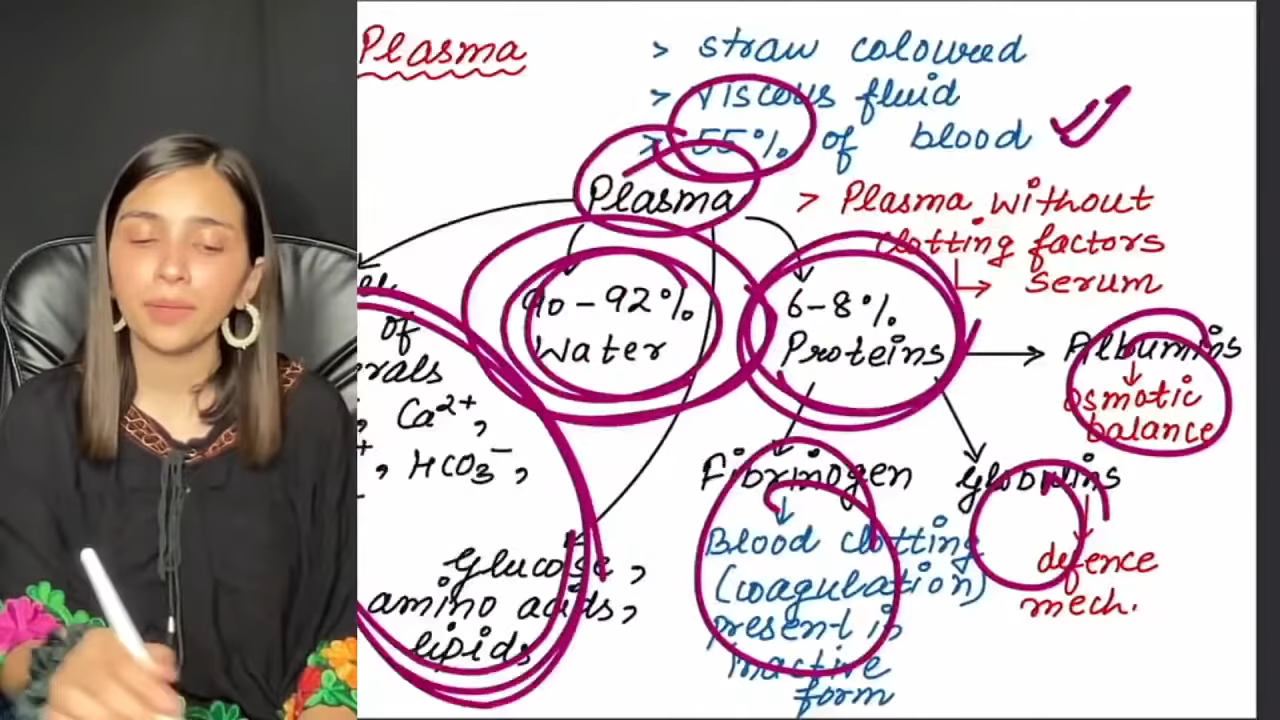 Plasma
> straw coloured
> viscous fluid
> 55% of blood
Plasma
> Plasma without
clotting factors
→ serum
90-92%
Water
6-8%
Proteins
→ Albumins
osmotic
balance
of
Ca²⁺,
HCO₃⁻,
Glucose,
amino acids,
lipids
Fibrinogen
Blood clotting
(coagulation)
present in
inactive
form
Globulins
defence
mech.